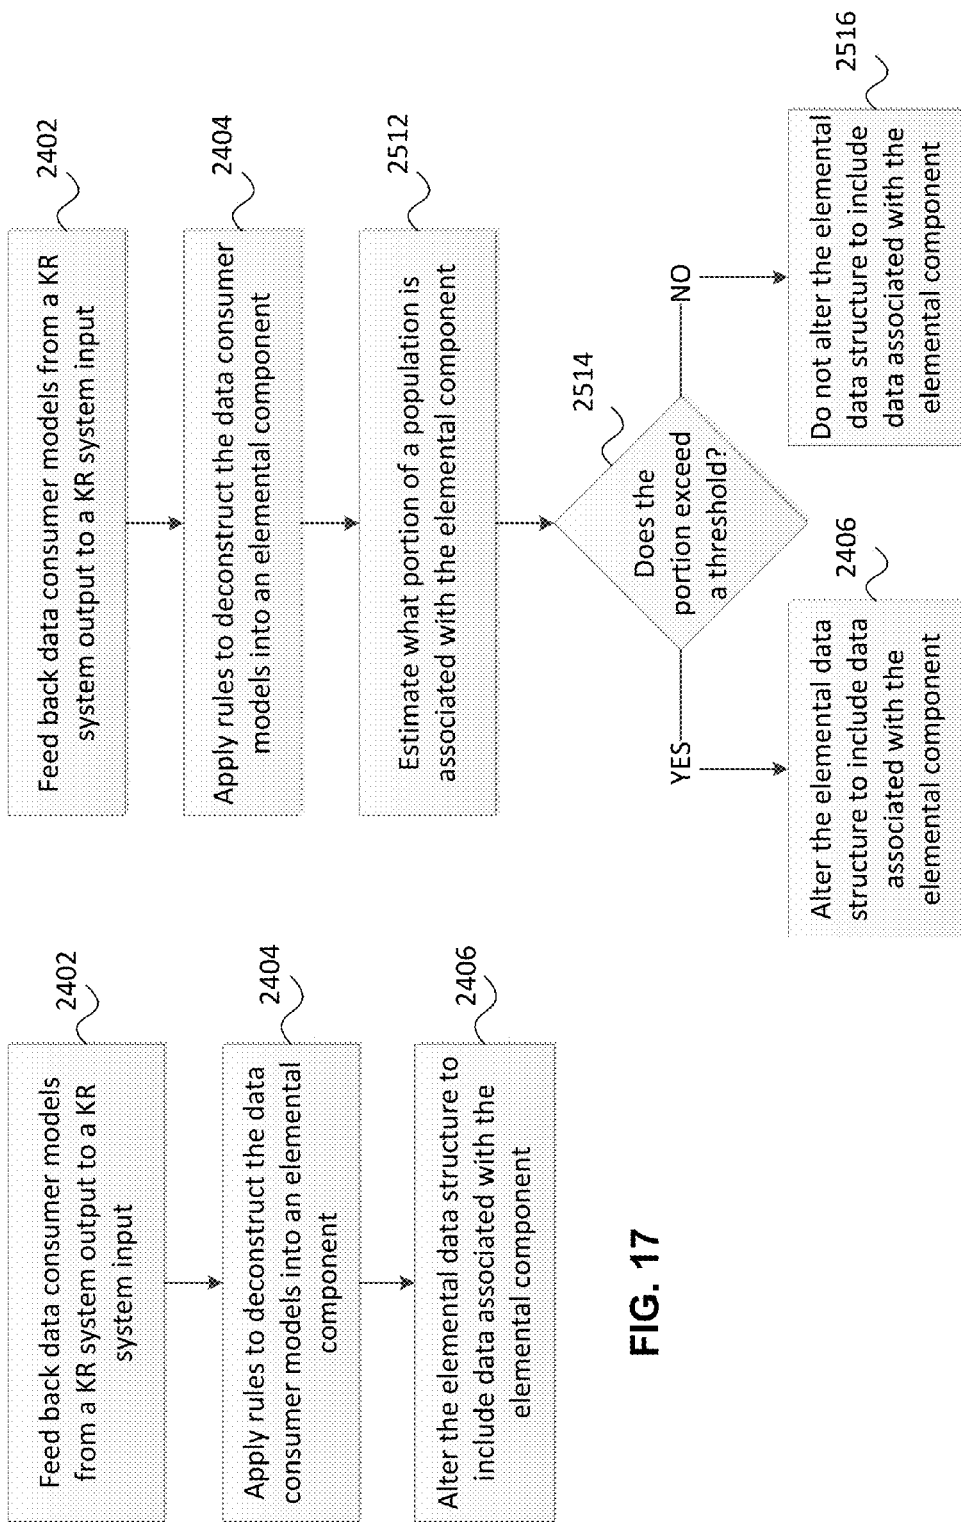 Feed back data consumer models
from a KR system output to a KR
system input
2402
Apply rules to deconstruct the data
consumer models into an elemental
component
2404
Alter the elemental data structure to
include data associated with the
elemental component
2406
FIG. 17
Feed back data consumer models from a KR
system output to a KR system input
2402
Apply rules to deconstruct the data consumer
models into an elemental component
2404
Estimate what portion of a population is
associated with the elemental component
2512
Does the
portion exceed
a threshold?
2514
YES
NO
Alter the elemental data
structure to include data
associated with the
elemental component
2406
Do not alter the elemental
data structure to include
data associated with the
elemental component
2516